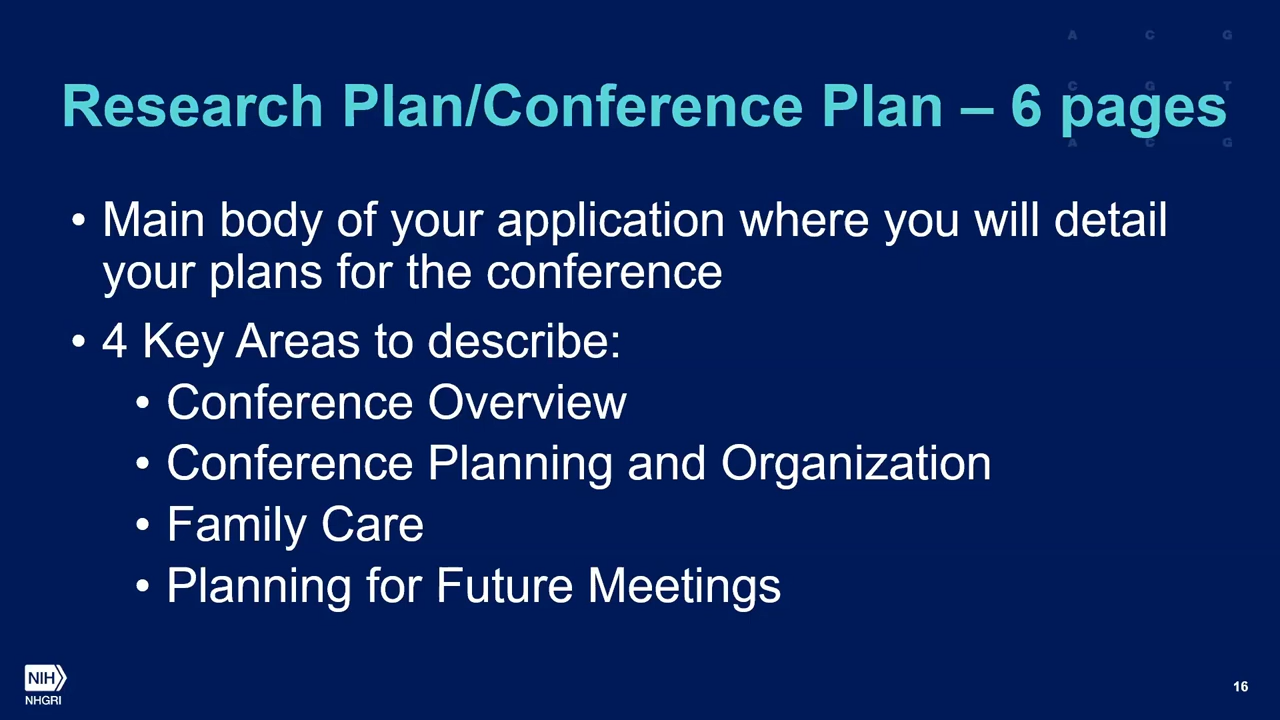 A C G
C G T
A C G
Research Plan/Conference Plan – 6 pages
• Main body of your application where you will detail
your plans for the conference
• 4 Key Areas to describe:
• Conference Overview
• Conference Planning and Organization
• Family Care
• Planning for Future Meetings
NIH
NHGRI
16